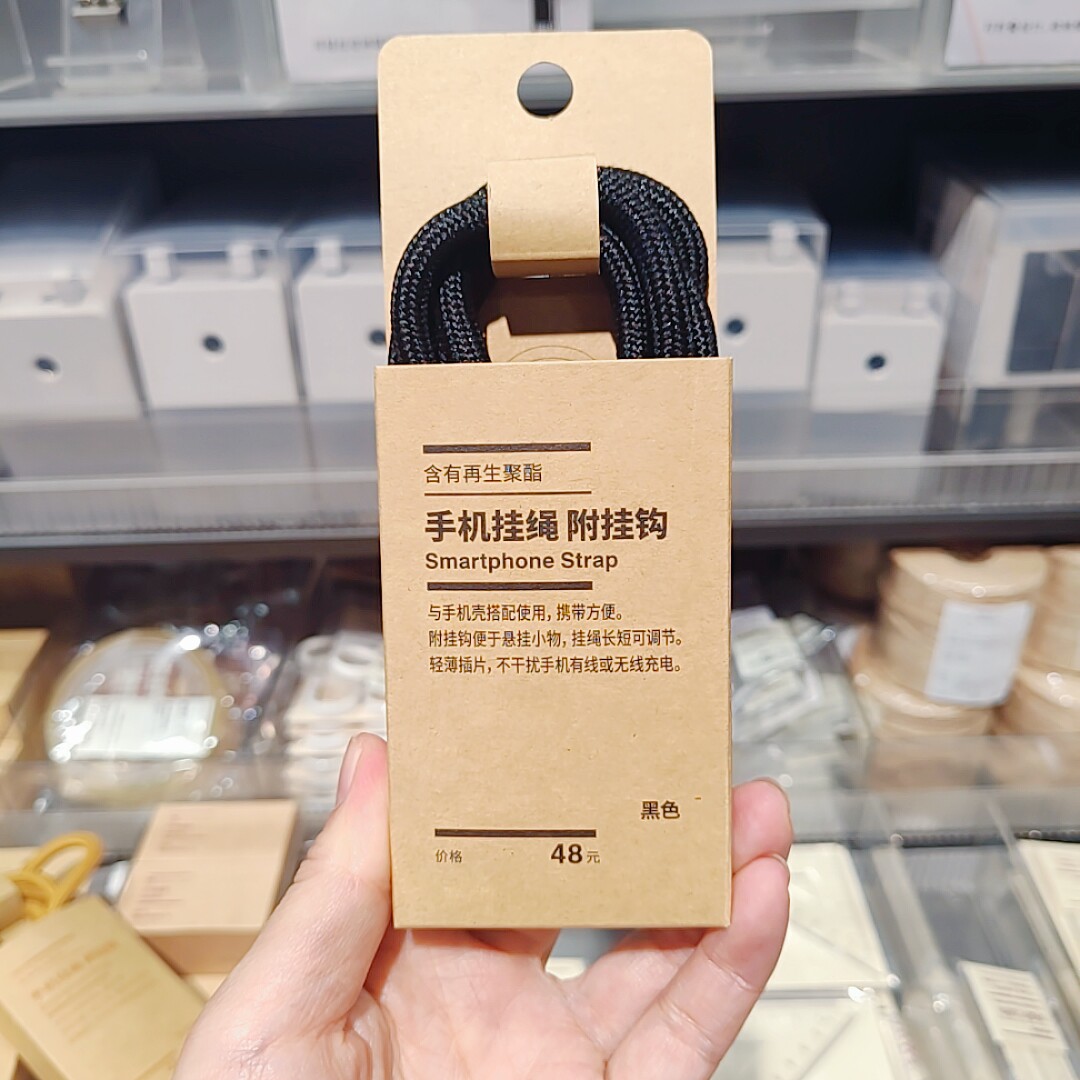 含有再生聚酯
手机挂绳 附挂钩
Smartphone Strap
与手机壳搭配使用, 携带方便。
附挂钩便于悬挂小物, 挂绳长短可调节。
轻薄插片, 不干扰手机有线或无线充电。
黑色
价格 48元